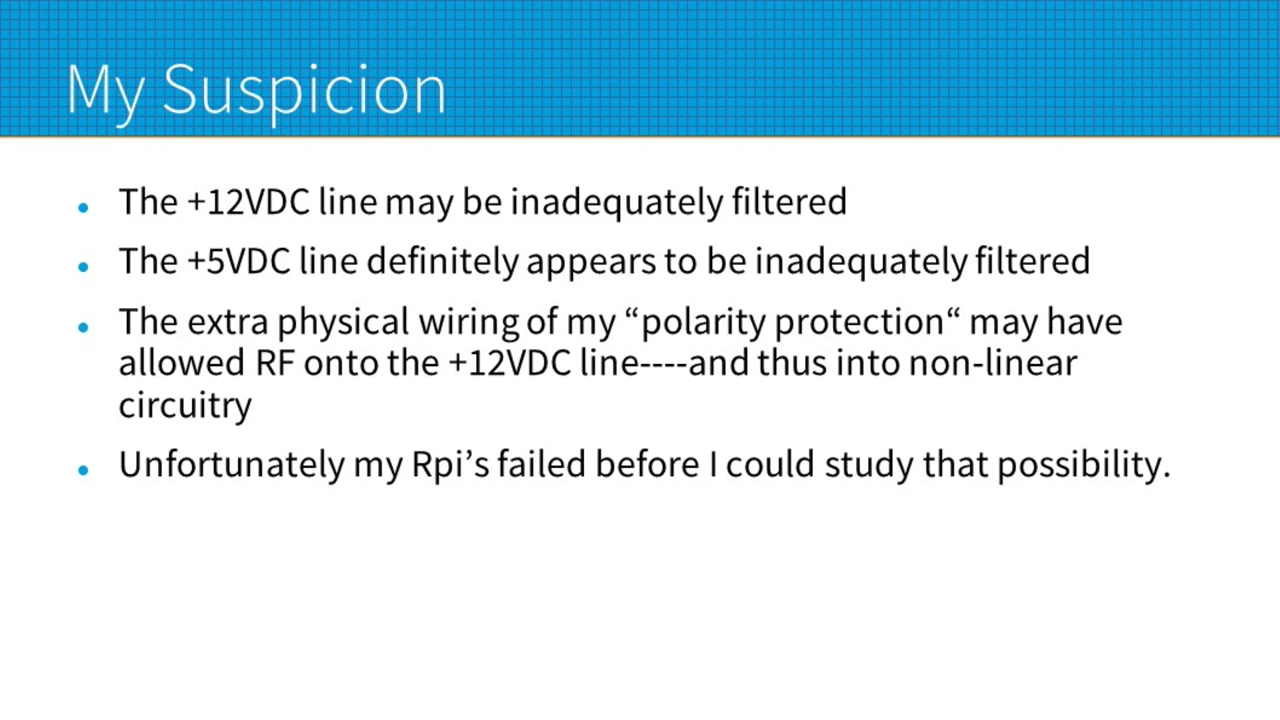 My Suspicion
The +12VDC line may be inadequately filtered
The +5VDC line definitely appears to be inadequately filtered
The extra physical wiring of my “polarity protection“ may have
allowed RF onto the +12VDC line----and thus into non-linear
circuitry
Unfortunately my Rpi’s failed before I could study that possibility.